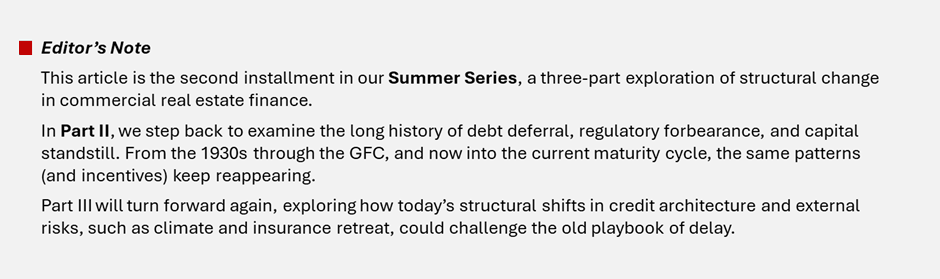 Editor's Note
This article is the second installment in our Summer Series, a three-part exploration of structural change
in commercial real estate finance.
In Part II, we step back to examine the long history of debt deferral, regulatory forbearance, and capital
standstill. From the 1930s through the GFC, and now into the current maturity cycle, the same patterns
(and incentives) keep reappearing.
Part III will turn forward again, exploring how today's structural shifts in credit architecture and external
risks, such as climate and insurance retreat, could challenge the old playbook of delay.